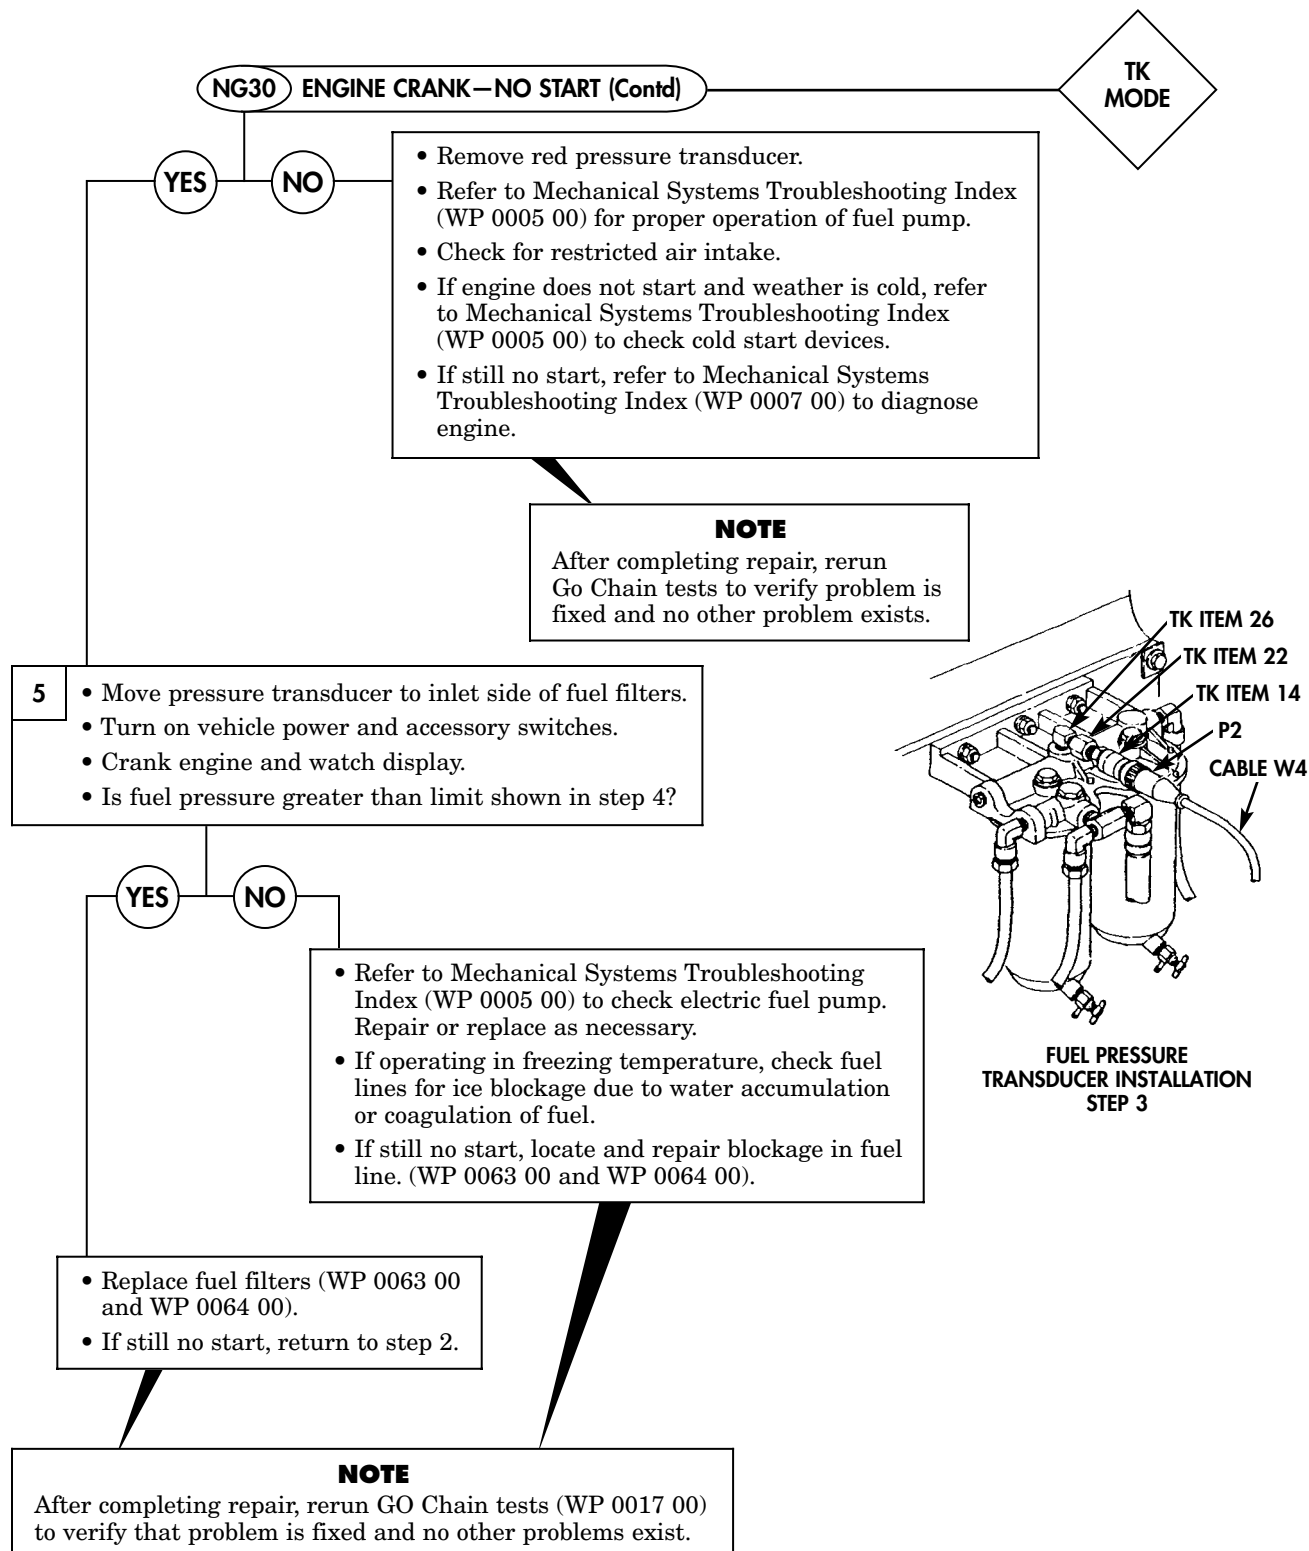 NG30 ENGINE CRANK—NO START (Contd)
TK
MODE
YES
NO
• Remove red pressure transducer.
• Refer to Mechanical Systems Troubleshooting Index
(WP 0005 00) for proper operation of fuel pump.
• Check for restricted air intake.
• If engine does not start and weather is cold, refer
to Mechanical Systems Troubleshooting Index
(WP 0005 00) to check cold start devices.
• If still no start, refer to Mechanical Systems
Troubleshooting Index (WP 0007 00) to diagnose
engine.
NOTE
After completing repair, rerun
Go Chain tests to verify problem is
fixed and no other problem exists.
5
• Move pressure transducer to inlet side of fuel filters.
• Turn on vehicle power and accessory switches.
• Crank engine and watch display.
• Is fuel pressure greater than limit shown in step 4?
TK ITEM 26
TK ITEM 22
TK ITEM 14
P2
CABLE W4
FUEL PRESSURE
TRANSDUCER INSTALLATION
STEP 3
YES
NO
• Refer to Mechanical Systems Troubleshooting
Index (WP 0005 00) to check electric fuel pump.
Repair or replace as necessary.
• If operating in freezing temperature, check fuel
lines for ice blockage due to water accumulation
or coagulation of fuel.
• If still no start, locate and repair blockage in fuel
line. (WP 0063 00 and WP 0064 00).
• Replace fuel filters (WP 0063 00
and WP 0064 00).
• If still no start, return to step 2.
NOTE
After completing repair, rerun GO Chain tests (WP 0017 00)
to verify that problem is fixed and no other problems exist.